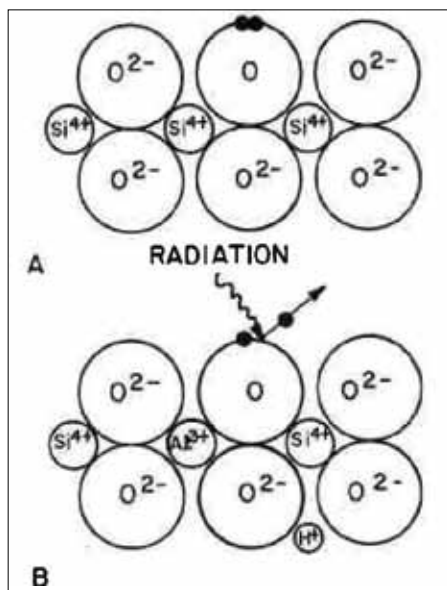 O²⁻ O O²⁻
Si⁴⁺ Si⁴⁺ Si⁴⁺
O²⁻ O²⁻ O²⁻
A
RADIATION
O²⁻ O O²⁻
Si⁴⁺ Al³⁺ Si⁴⁺
O²⁻ O²⁻ O²⁻
H⁺
B